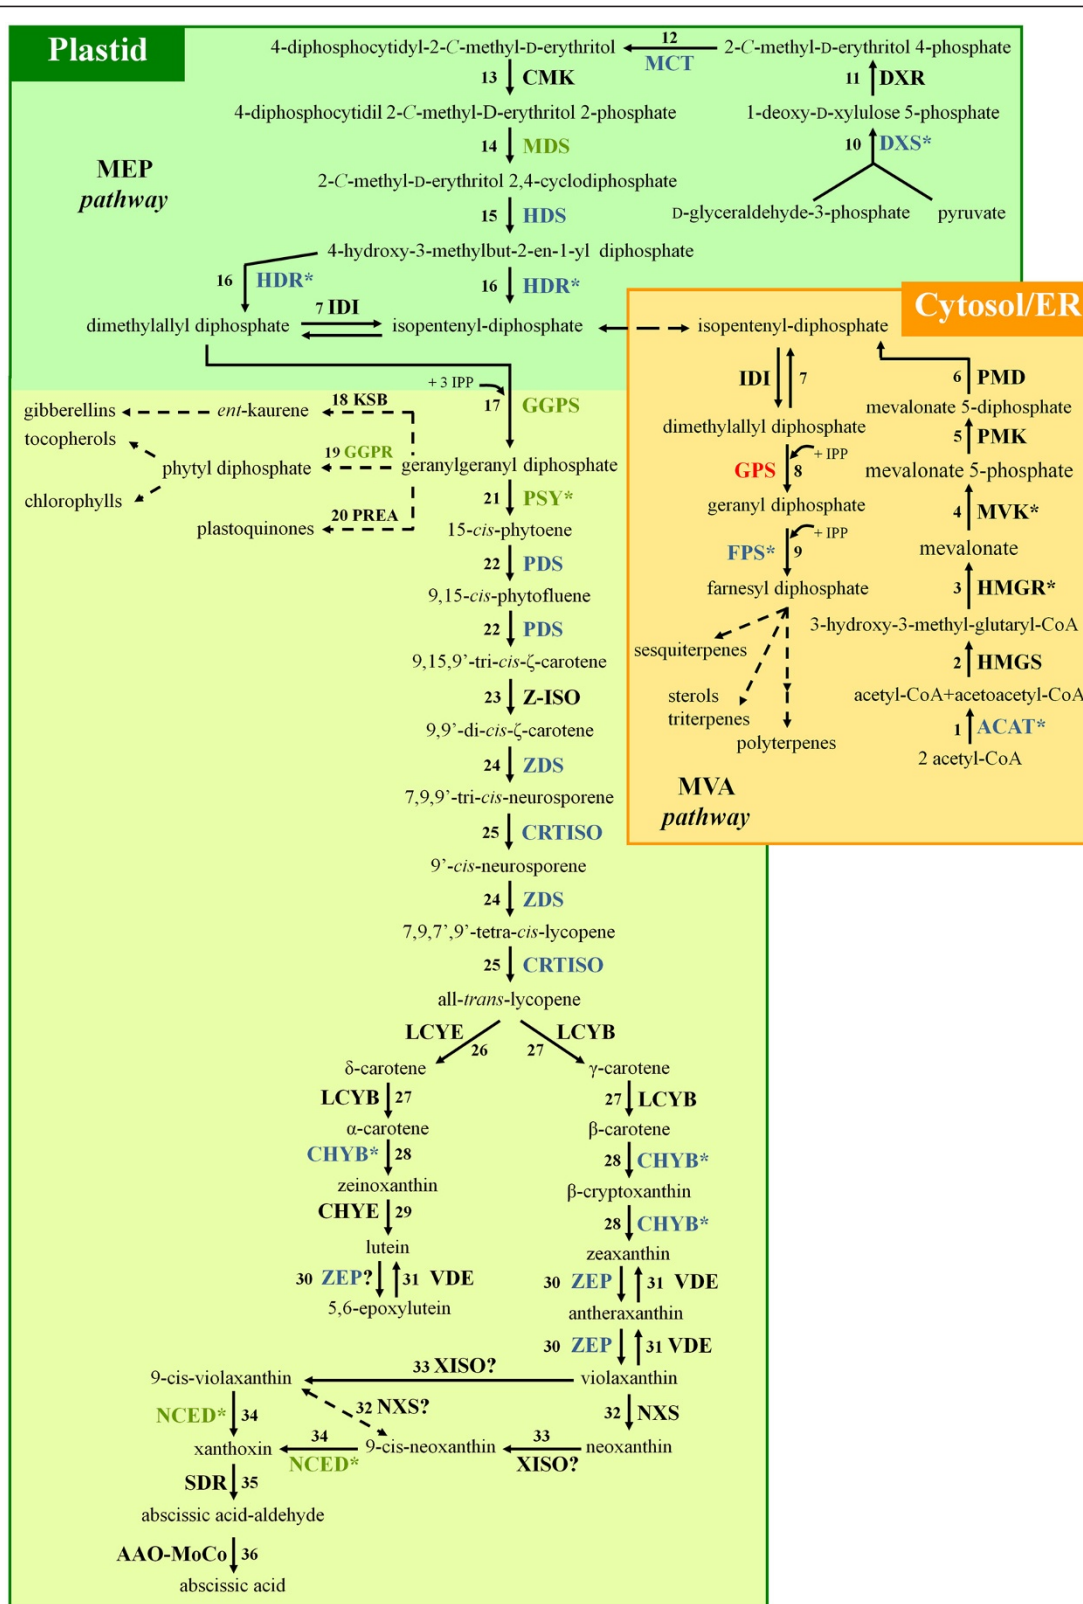 Plastid
4-diphosphocytidyl-2-C-methyl-D-erythritol
12
MCT
2-C-methyl-D-erythritol 4-phosphate
13 CMK
11 DXR
4-diphosphocytidil 2-C-methyl-D-erythritol 2-phosphate
1-deoxy-D-xylulose 5-phosphate
14 MDS
10 DXS*
MEP
pathway
2-C-methyl-D-erythritol 2,4-cyclodiphosphate
15 HDS
D-glyceraldehyde-3-phosphate
pyruvate
4-hydroxy-3-methylbut-2-en-1-yl diphosphate
16 HDR*
16 HDR*
dimethylallyl diphosphate
7 IDI
isopentenyl-diphosphate
Cytosol/ER
isopentenyl-diphosphate
IDI 7
6 PMD
mevalonate 5-diphosphate
dimethylallyl diphosphate
5 PMK
GPS 8
+ IPP
mevalonate 5-phosphate
geranyl diphosphate
4 MVK*
FPS* 9
+ IPP
mevalonate
farnesyl diphosphate
3 HMGR*
3-hydroxy-3-methyl-glutaryl-CoA
sesquiterpenes
2 HMGS
sterols
triterpenes
acetyl-CoA+acetoacetyl-CoA
polyterpenes
1 ACAT*
2 acetyl-CoA
MVA
pathway
+ 3 IPP
17 GGPS
gibberellins
ent-kaurene
18 KSB
tocopherols
phytyl diphosphate
19 GGPR
geranylgeranyl diphosphate
chlorophylls
21 PSY*
plastoquinones
20 PREA
15-cis-phytoene
22 PDS
9,15-cis-phytofluene
22 PDS
9,15,9’-tri-cis-ζ-carotene
23 Z-ISO
9,9’-di-cis-ζ-carotene
24 ZDS
7,9,9’-tri-cis-neurosporene
25 CRTISO
9’-cis-neurosporene
24 ZDS
7,9,7’,9’-tetra-cis-lycopene
25 CRTISO
all-trans-lycopene
LCYE 26
27 LCYB
δ-carotene
γ-carotene
LCYB 27
27 LCYB
α-carotene
β-carotene
CHYB* 28
28 CHYB*
zeinoxanthin
β-cryptoxanthin
CHYE 29
28 CHYB*
lutein
zeaxanthin
30 ZEP? 31 VDE
30 ZEP 31 VDE
5,6-epoxylutein
antheraxanthin
30 ZEP 31 VDE
9-cis-violaxanthin
33 XISO?
violaxanthin
NCED* 34
32 NXS?
32 NXS
xanthoxin
34
NCED*
9-cis-neoxanthin
33
XISO?
neoxanthin
SDR 35
abscissic acid-aldehyde
AAO-MoCo 36
abscissic acid